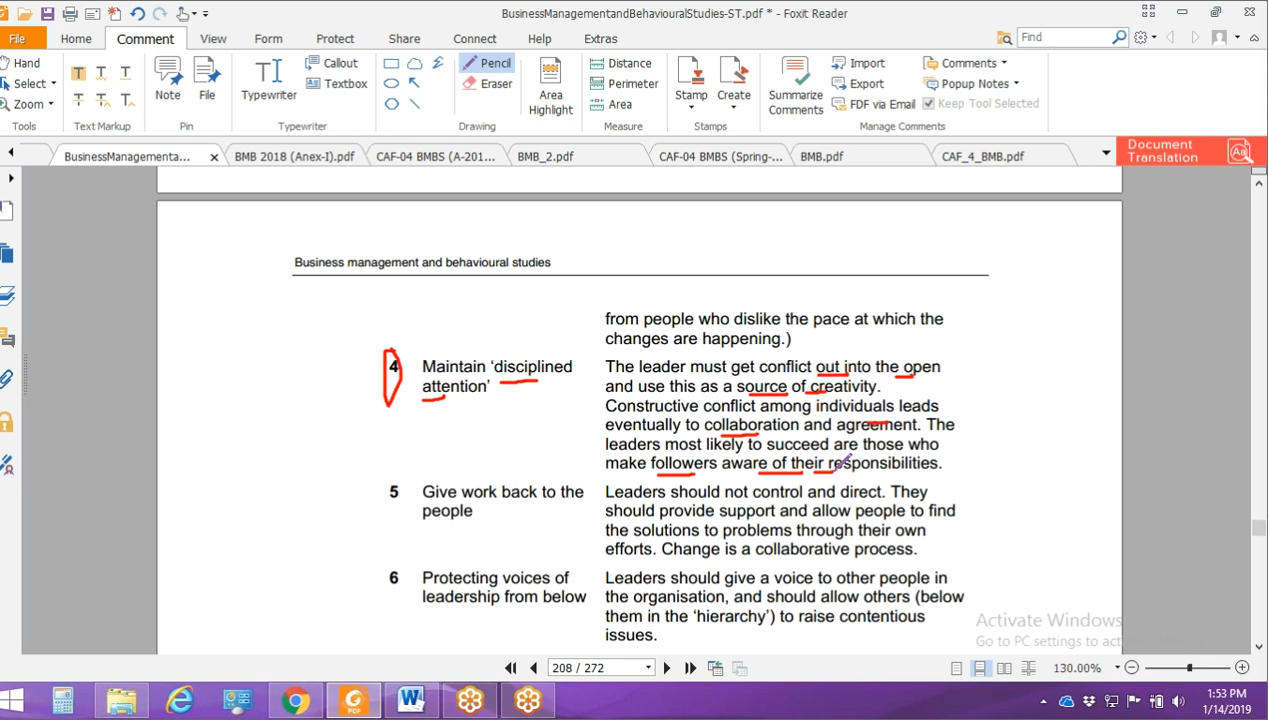 BusinessManagementandBehaviouralStudies-ST.pdf * - Foxit Reader
File Home Comment View Form Protect Share Connect Help Extras Find
Hand
Select
Zoom
Tools
T T T
T T T
Text Markup
Note
File
Pin
Typewriter
Callout
Textbox
Typewriter
Pencil
Eraser
Area
Highlight
Drawing
Distance
Perimeter
Area
Measure
Stamp
Create
Stamps
Summarize
Comments
Import
Export
FDF via Email
Comments
Popup Notes
Keep Tool Selected
Manage Comments
BusinessManagementa... BMB 2018 (Anex-I).pdf CAF-04 BMBS (A-201... BMB_2.pdf CAF-04 BMBS (Spring-... BMB.pdf CAF_4_BMB.pdf
Document
Translation
Business management and behavioural studies
from people who dislike the pace at which the
changes are happening.)
4 Maintain ‘disciplined
attention’
The leader must get conflict out into the open
and use this as a source of creativity.
Constructive conflict among individuals leads
eventually to collaboration and agreement. The
leaders most likely to succeed are those who
make followers aware of their responsibilities.
5 Give work back to the
people
Leaders should not control and direct. They
should provide support and allow people to find
the solutions to problems through their own
efforts. Change is a collaborative process.
6 Protecting voices of
leadership from below
Leaders should give a voice to other people in
the organisation, and should allow others (below
them in the ‘hierarchy’) to raise contentious
issues.
Activate Windows
Go to PC settings to
208 / 272
130.00%
1:53 PM
1/14/2019